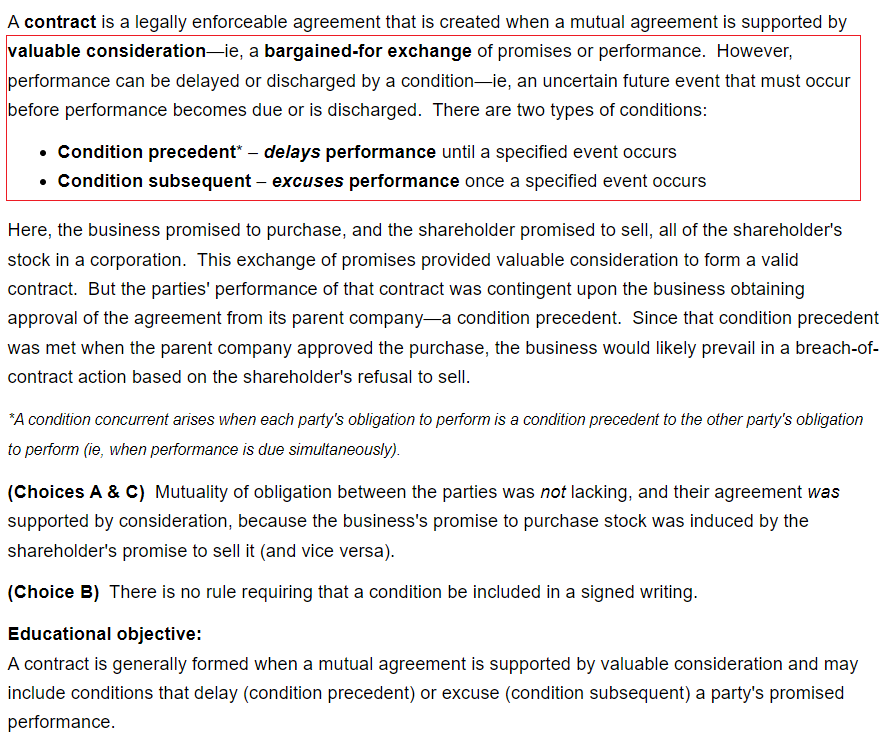 A contract is a legally enforceable agreement that is created when a mutual agreement is supported by
valuable consideration—ie, a bargained-for exchange of promises or performance.  However,
performance can be delayed or discharged by a condition—ie, an uncertain future event that must occur
before performance becomes due or is discharged.  There are two types of conditions:
• Condition precedent* – delays performance until a specified event occurs
• Condition subsequent – excuses performance once a specified event occurs
Here, the business promised to purchase, and the shareholder promised to sell, all of the shareholder's
stock in a corporation.  This exchange of promises provided valuable consideration to form a valid
contract.  But the parties' performance of that contract was contingent upon the business obtaining
approval of the agreement from its parent company—a condition precedent.  Since that condition precedent
was met when the parent company approved the purchase, the business would likely prevail in a breach-of-
contract action based on the shareholder's refusal to sell.
*A condition concurrent arises when each party's obligation to perform is a condition precedent to the other party's obligation
to perform (ie, when performance is due simultaneously).
(Choices A & C)  Mutuality of obligation between the parties was not lacking, and their agreement was
supported by consideration, because the business's promise to purchase stock was induced by the
shareholder's promise to sell it (and vice versa).
(Choice B)  There is no rule requiring that a condition be included in a signed writing.
Educational objective:
A contract is generally formed when a mutual agreement is supported by valuable consideration and may
include conditions that delay (condition precedent) or excuse (condition subsequent) a party's promised
performance.